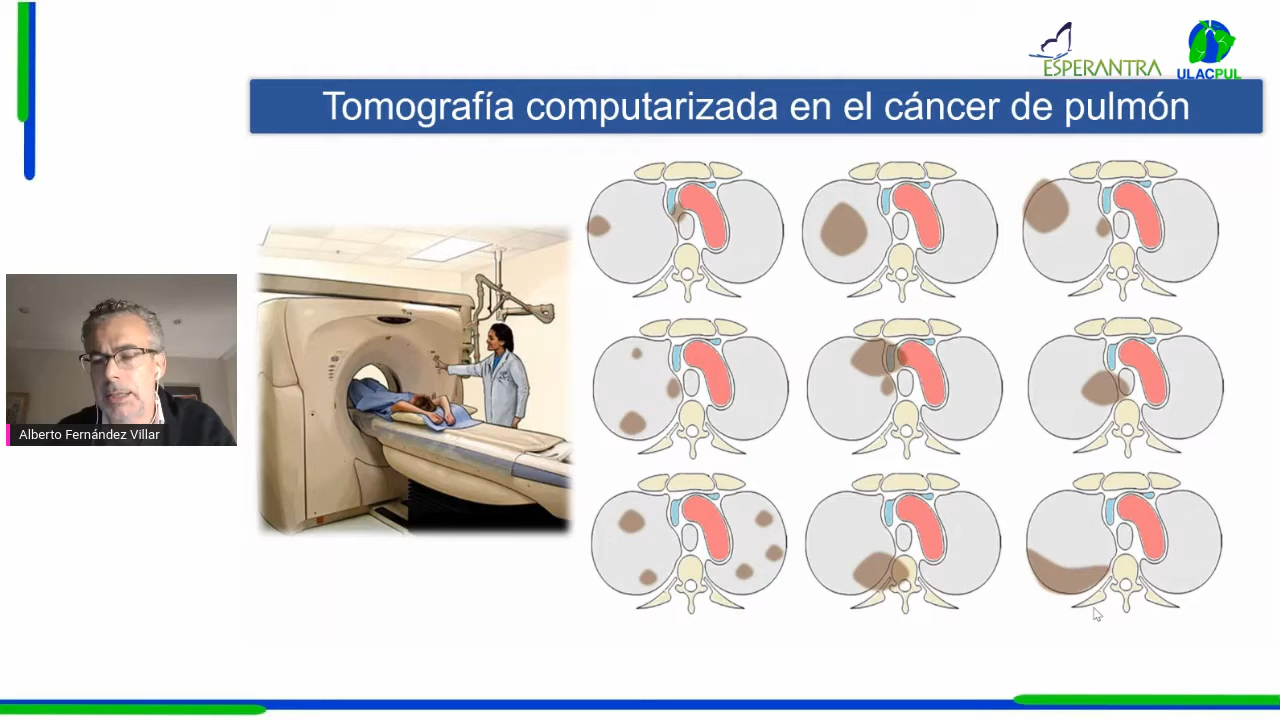 ESPERANTRA
ULACPUL
Tomografía computarizada en el cáncer de pulmón
Alberto Fernández Villar